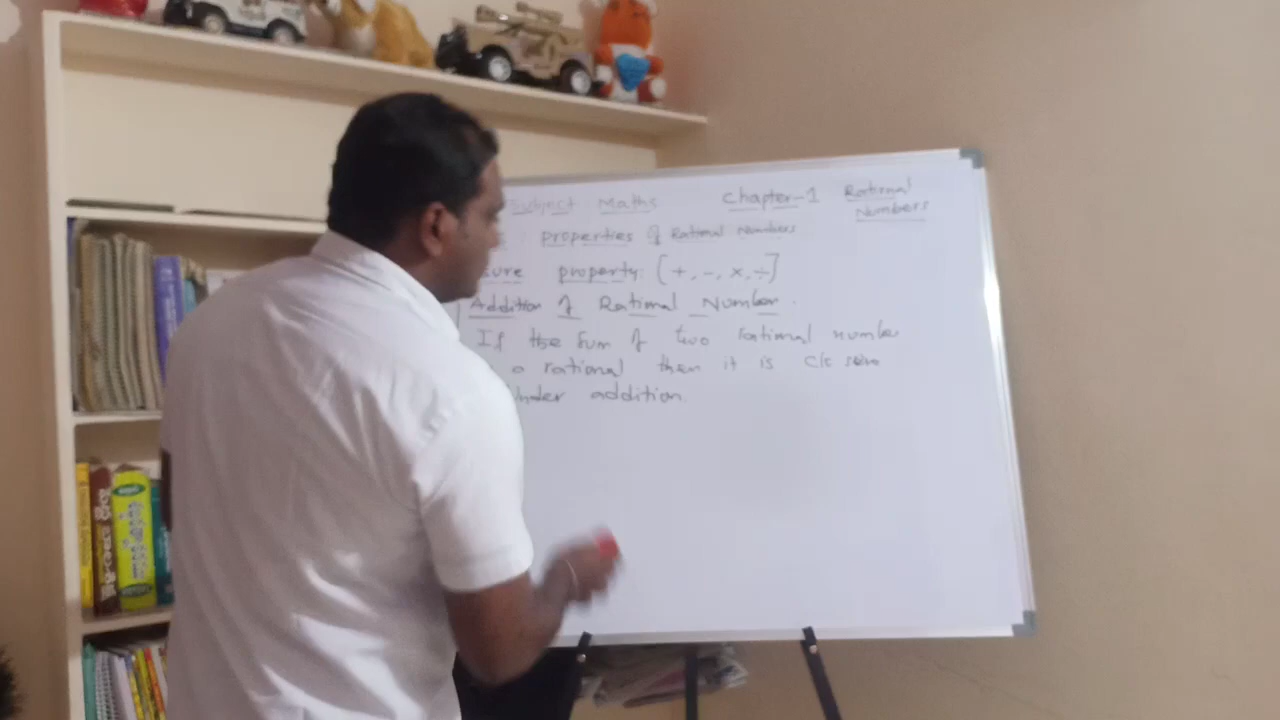 Subject: Maths Chapter-1 Rational Numbers
: Properties of Rational Numbers
sure property: [+, -, ×, ÷]
Addition of Rational Number.
If the sum of two rational number
a rational then it is
under addition.